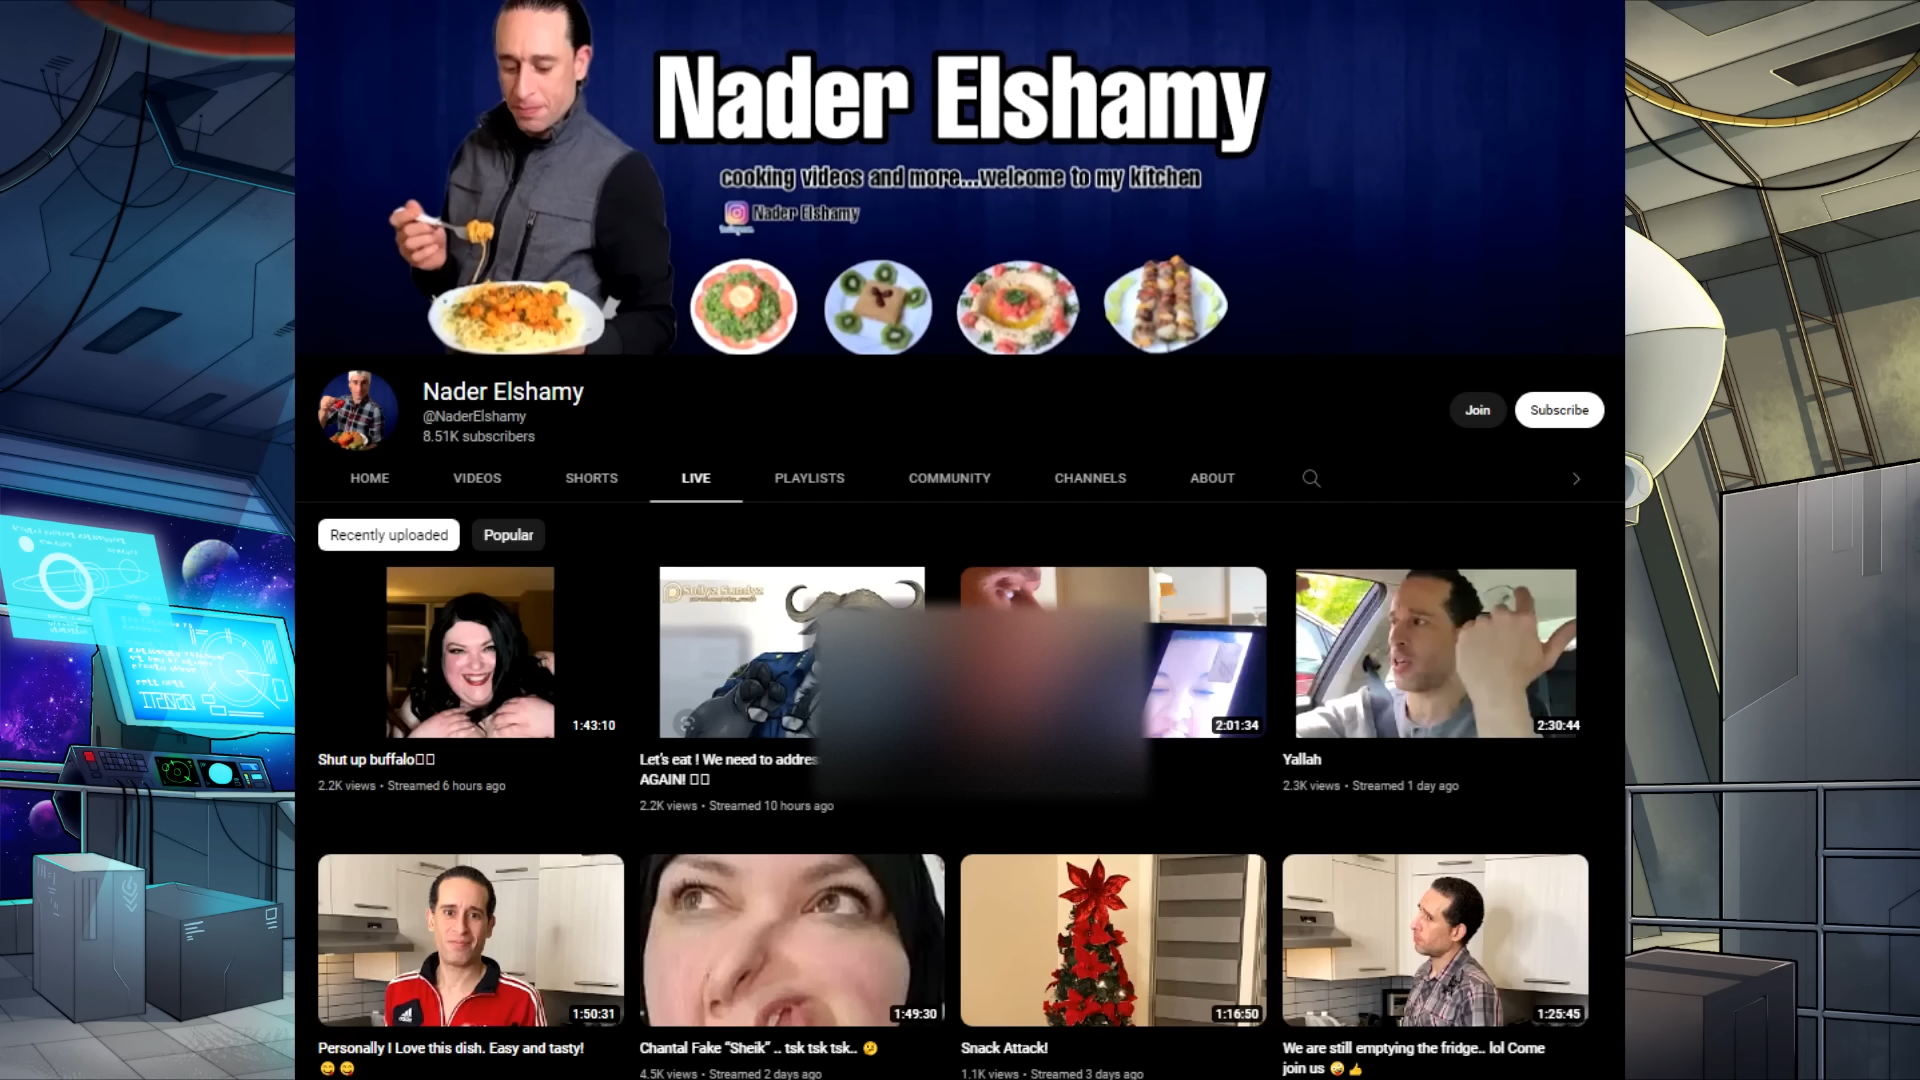 Nader Elshamy
cooking videos and more...welcome to my kitchen
Nader Elshamy
Nader Elshamy
@NaderElshamy
8.51K subscribers
Join
Subscribe
HOME
VIDEOS
SHORTS
LIVE
PLAYLISTS
COMMUNITY
CHANNELS
ABOUT
Recently uploaded
Popular
1:43:10
2:01:34
2:30:44
Shut up buffalo
2.2K views • Streamed 6 hours ago
Let's eat ! We need to addres
AGAIN!
2.2K views • Streamed 10 hours ago
Yallah
2.3K views • Streamed 1 day ago
1:50:31
1:49:30
1:16:50
1:25:45
Personally I Love this dish. Easy and tasty!
😋 😋
Chantal Fake "Sheik" .. tsk tsk tsk.. 🫤
4.5K views • Streamed 2 days ago
Snack Attack!
1.1K views • Streamed 3 days ago
We are still emptying the fridge.. lol Come
join us 🤪 👍